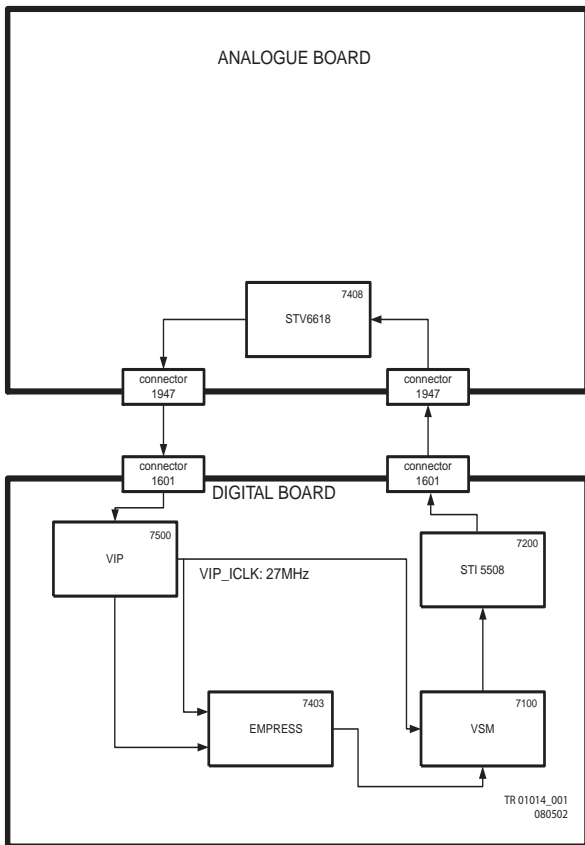 ANALOGUE BOARD
7408
STV6618
connector
1947
connector
1947
connector
1601
connector
1601
DIGITAL BOARD
7500
VIP
7200
STI 5508
VIP_ICLK: 27MHz
7403
EMPRESS
7100
VSM
TR 01014_001
080502